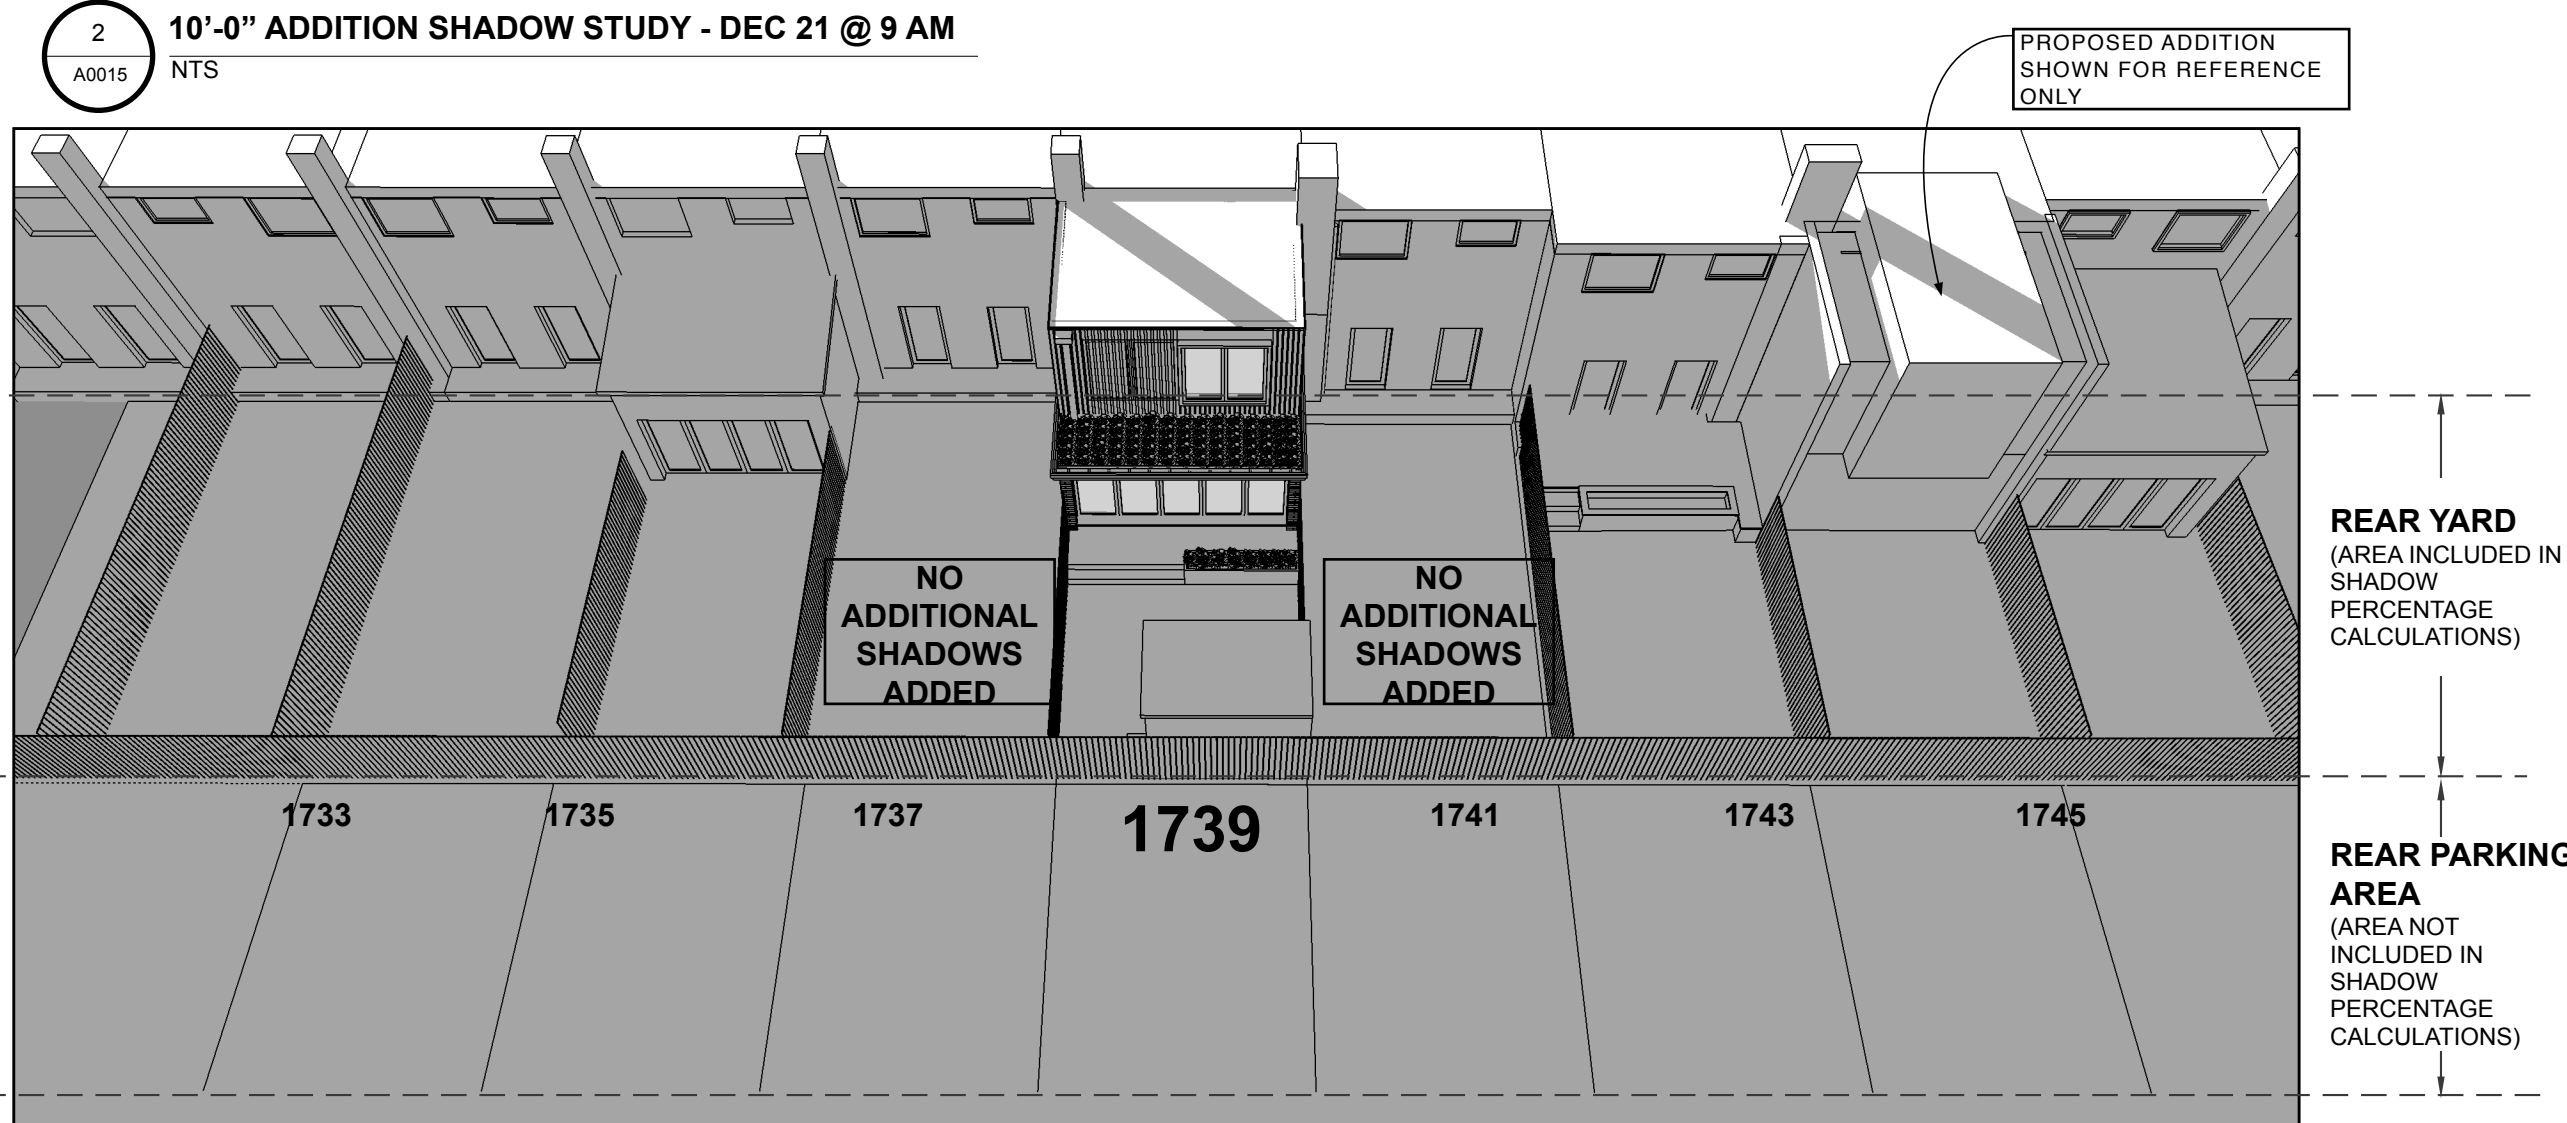 2
A0015
10’-0” ADDITION SHADOW STUDY - DEC 21 @ 9 AM
NTS
PROPOSED ADDITION
SHOWN FOR REFERENCE
ONLY
NO
ADDITIONAL
SHADOWS
ADDED
NO
ADDITIONAL
SHADOWS
ADDED
REAR YARD
(AREA INCLUDED IN
SHADOW
PERCENTAGE
CALCULATIONS)
1733
1735
1737
1739
1741
1743
1745
REAR PARKING
AREA
(AREA NOT
INCLUDED IN
SHADOW
PERCENTAGE
CALCULATIONS)